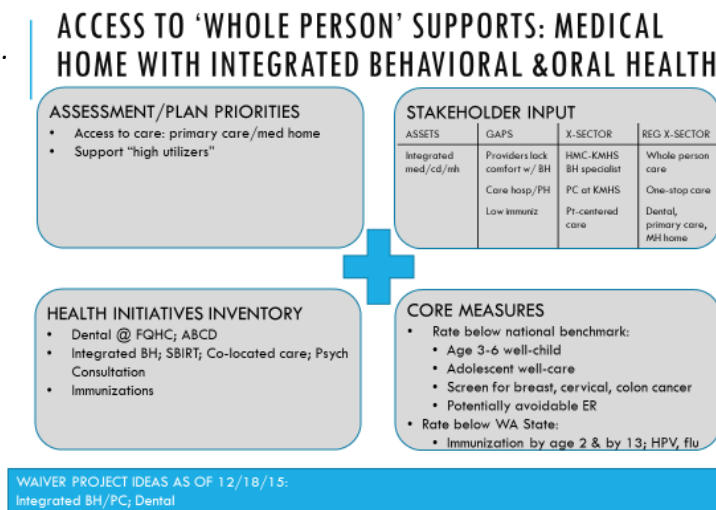 ACCESS TO ‘WHOLE PERSON’ SUPPORTS: MEDICAL
HOME WITH INTEGRATED BEHAVIORAL &ORAL HEALTH
.
ASSESSMENT/PLAN PRIORITIES
• Access to care: primary care/med home
• Support “high utilizers”
STAKEHOLDER INPUT
ASSETS GAPS X-SECTOR REG X-SECTOR
Integrated Providers lack HMC-KMHS Whole person
med/cd/mh comfort w/ BH BH specialist care
Care hosp/PH PC at KMHS One-stop care
Low immuniz Pt-centered Dental,
care primary care,
MH home
HEALTH INITIATIVES INVENTORY
• Dental @ FQHC; ABCD
• Integrated BH; SBIRT; Co-located care; Psych
Consultation
• Immunizations
CORE MEASURES
• Rate below national benchmark:
• Age 3-6 well-child
• Adolescent well-care
• Screen for breast, cervical, colon cancer
• Potentially avoidable ER
• Rate below WA State:
• Immunization by age 2 & by 13; HPV, flu
WAIVER PROJECT IDEAS AS OF 12/18/15:
Integrated BH/PC; Dental